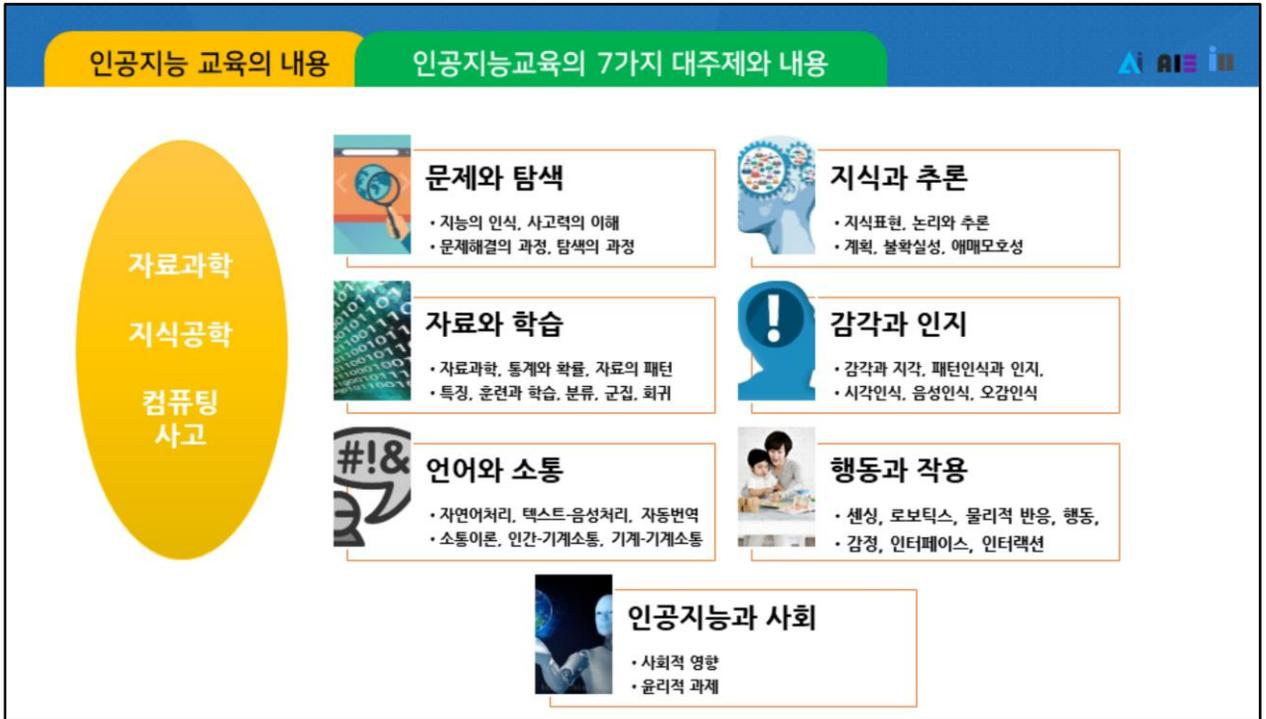 인공지능 교육의 내용
인공지능교육의 7가지 대주제와 내용
Ai AIE in
자료과학
지식공학
컴퓨팅
사고
문제와 탐색
• 지능의 인식, 사고력의 이해
• 문제해결의 과정, 탐색의 과정
지식과 추론
• 지식표현, 논리와 추론
• 계획, 불확실성, 애매모호성
자료와 학습
• 자료과학, 통계와 확률, 자료의 패턴
• 특징, 훈련과 학습, 분류, 군집, 회귀
감각과 인지
• 감각과 지각, 패턴인식과 인지,
• 시각인식, 음성인식, 오감인식
#!&
언어와 소통
• 자연어처리, 텍스트-음성처리, 자동번역
• 소통이론, 인간-기계소통, 기계-기계소통
행동과 작용
• 센싱, 로보틱스, 물리적 반응, 행동,
• 감정, 인터페이스, 인터랙션
인공지능과 사회
• 사회적 영향
• 윤리적 과제